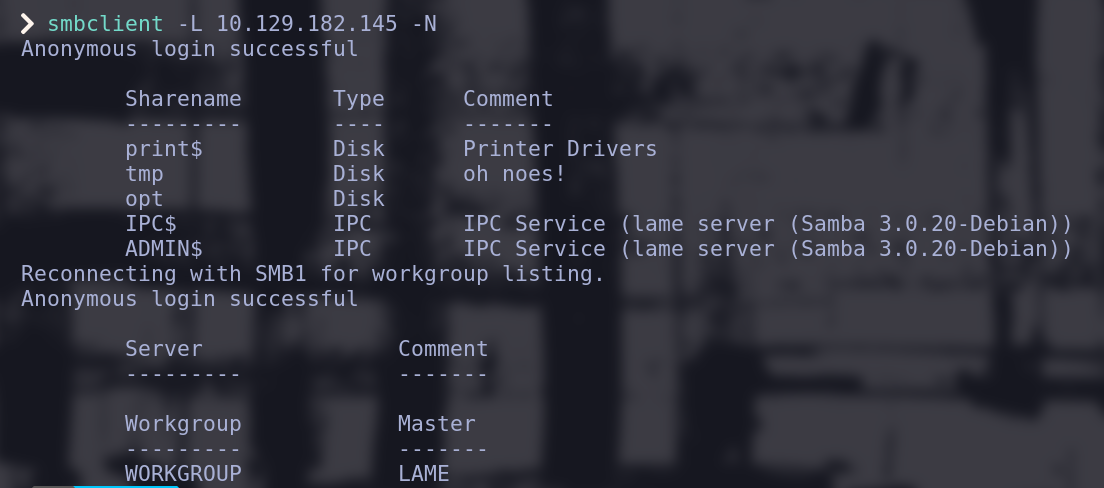 ❯ smbclient -L 10.129.182.145 -N
Anonymous login successful
Sharename Type Comment
--------- ---- -------
print$ Disk Printer Drivers
tmp Disk oh noes!
opt Disk
IPC$ IPC IPC Service (lame server (Samba 3.0.20-Debian))
ADMIN$ IPC IPC Service (lame server (Samba 3.0.20-Debian))
Reconnecting with SMB1 for workgroup listing.
Anonymous login successful
Server Comment
--------- -------
Workgroup Master
--------- -------
WORKGROUP LAME